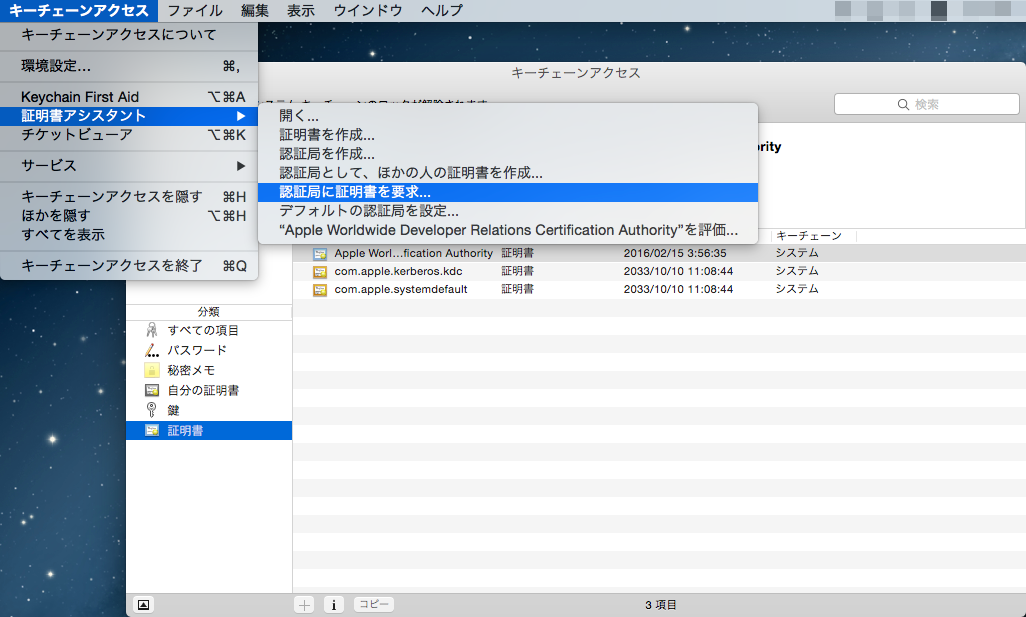 キーチェーンアクセス ファイル 編集 表示 ウインドウ ヘルプ
キーチェーンアクセスについて
環境設定... ⌘,
Keychain First Aid ⌥⌘A
証明書アシスタント ▶
チケットビューア ⌥⌘K
サービス ▶
キーチェーンアクセスを隠す ⌘H
ほかを隠す ⌥⌘H
すべてを表示
キーチェーンアクセスを終了 ⌘Q
開く...
証明書を作成...
認証局を作成...
認証局として、ほかの人の証明書を作成...
認証局に証明書を要求...
デフォルトの認証局を設定...
“Apple Worldwide Developer Relations Certification Authority”を評価...
キーチェーンアクセス
検索
キーチェーン
Apple Worl...fication Authority 証明書 2016/02/15 3:56:35 システム
com.apple.kerberos.kdc 証明書 2033/10/10 11:08:44 システム
com.apple.systemdefault 証明書 2033/10/10 11:08:44 システム
分類
すべての項目
パスワード
秘密メモ
自分の証明書
鍵
証明書
コピー
3 項目